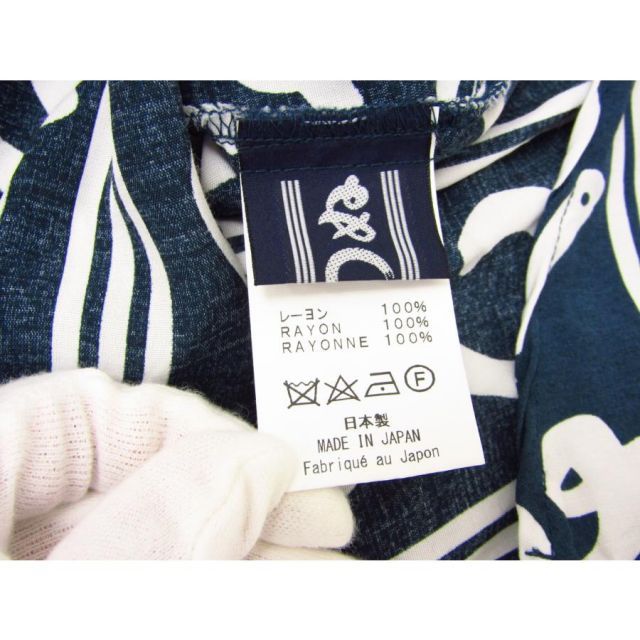 レーヨン 100%
RAYON 100%
RAYONNE 100%
F
日本製
MADE IN JAPAN
Fabriqué au Japon